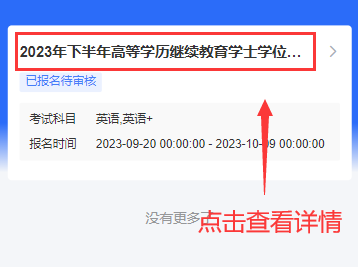 2023年下半年高等学历继续教育学士学位...
已报名待审核
考试科目 英语,英语+
报名时间 2023-09-20 00:00:00 - 2023-10-09 00:00:00
没有更多
点击查看详情